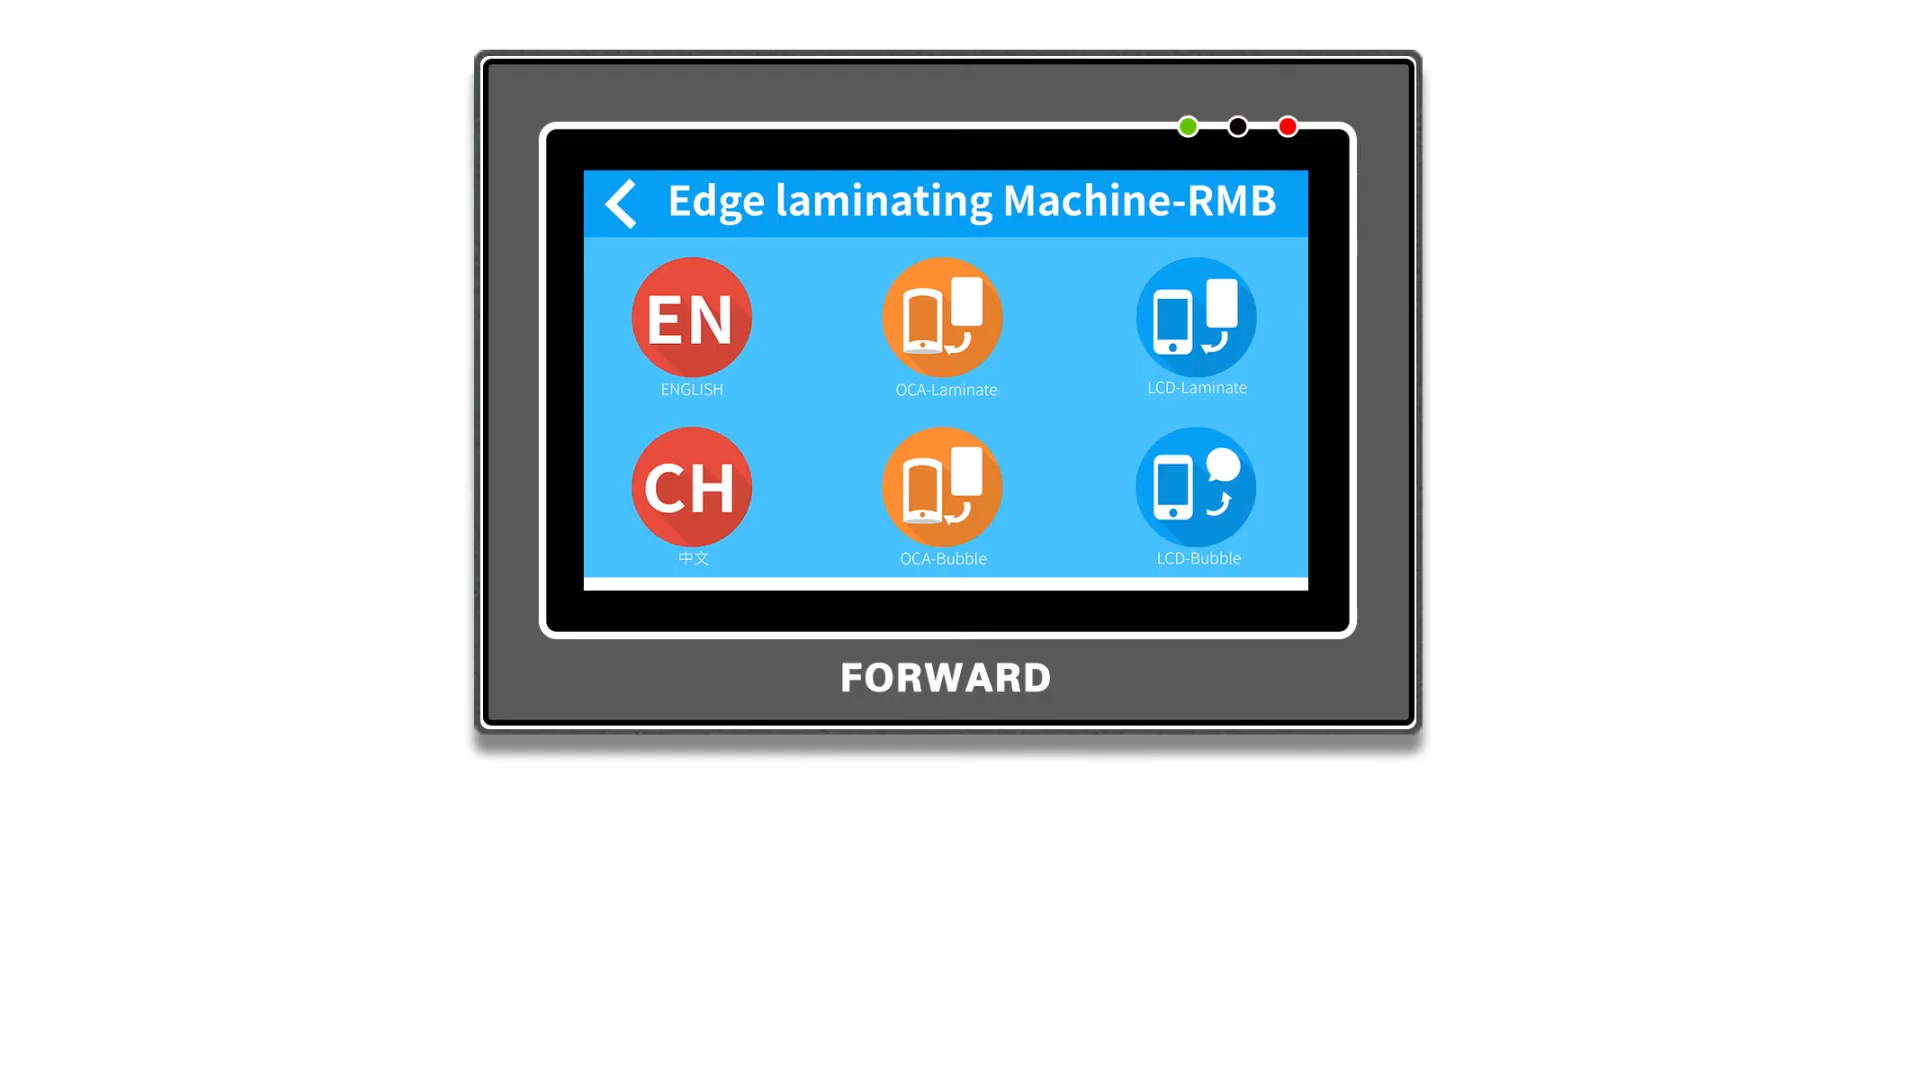 Edge laminating Machine-RMB
EN
ENGLISH
OCA-Laminate
LCD-Laminate
CH
中文
OCA-Bubble
LCD-Bubble
FORWARD